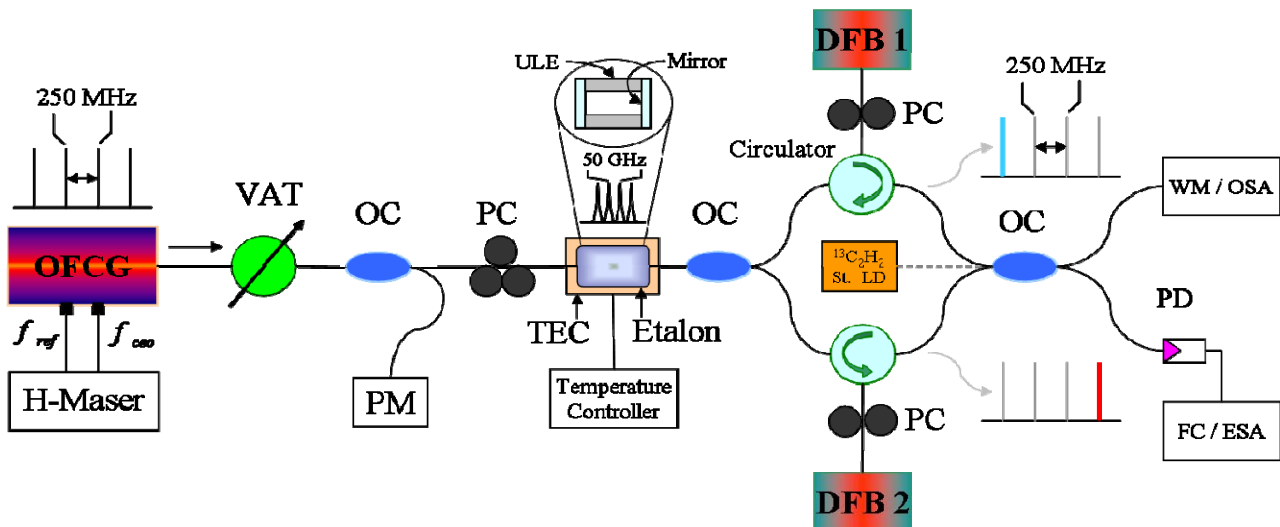 DFB 1
ULE
Mirror
250 MHz
PC
250 MHz
Circulator
50 GHz
VAT
OC
PC
OC
OC
WM / OSA
OFCG
¹³C₂H₂
St. LD
PD
f ref
f ceo
TEC
Etalon
H-Maser
PM
Temperature
Controller
PC
FC / ESA
DFB 2